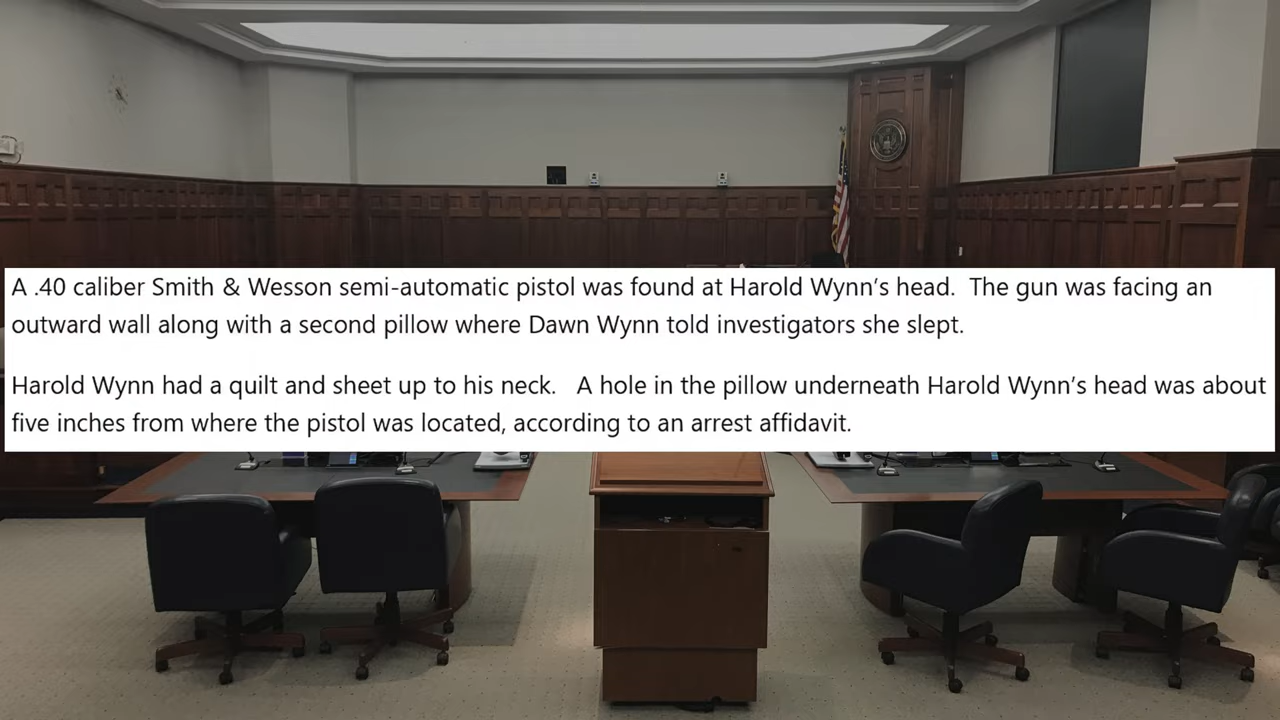 A .40 caliber Smith & Wesson semi-automatic pistol was found at Harold Wynn’s head.  The gun was facing an
outward wall along with a second pillow where Dawn Wynn told investigators she slept.
Harold Wynn had a quilt and sheet up to his neck.   A hole in the pillow underneath Harold Wynn’s head was about
five inches from where the pistol was located, according to an arrest affidavit.